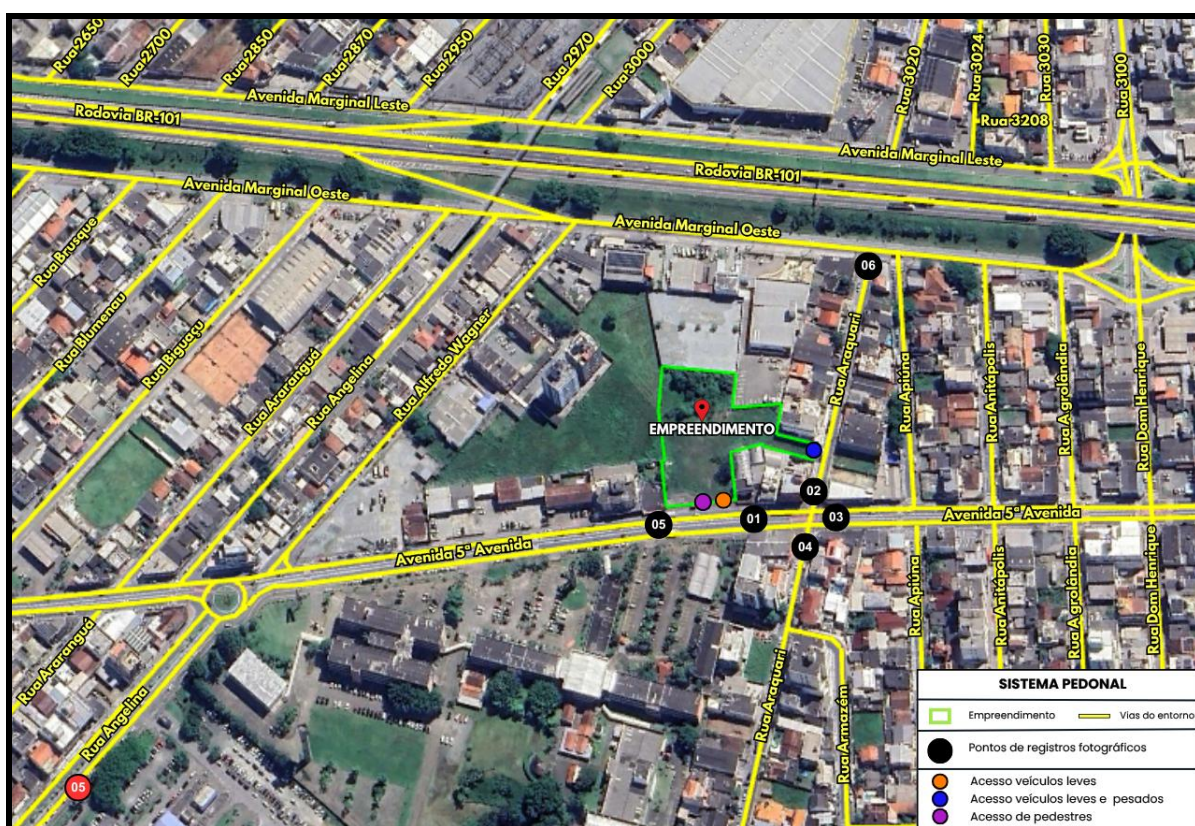 Rua 2650
Rua 2700
Rua 2850
Rua 2870
Rua 2950
Rua 2970
Rua 3000
Rua 3020
Rua 3024
Rua 3030
Rua 3100
Rua 3208
Avenida Marginal Leste
Rodovia BR-101
Avenida Marginal Leste
Rodovia BR-101
Avenida Marginal Oeste
Avenida Marginal Oeste
Rua Brusque
Rua Blumenau
Rua Biguaçu
Rua Araranguá
Rua Angelina
Rua Alfredo Wagner
06
Rua Araquari
Rua Apiúna
Rua Anitápolis
Rua Agrolândia
Rua Dom Henrique
EMPREENDIMENTO
02
05
01
03
Avenida 5ª Avenida
04
Avenida 5ª Avenida
Rua Apiúna
Rua Anitápolis
Rua Agrolândia
Rua Dom Henrique
Rua Araranguá
Rua Angelina
Rua Araquari
Rua Armazém
05
SISTEMA PEDONAL
Empreendimento
Vias do entorno
Pontos de registros fotográficos
Acesso veículos leves
Acesso veículos leves e pesados
Acesso de pedestres